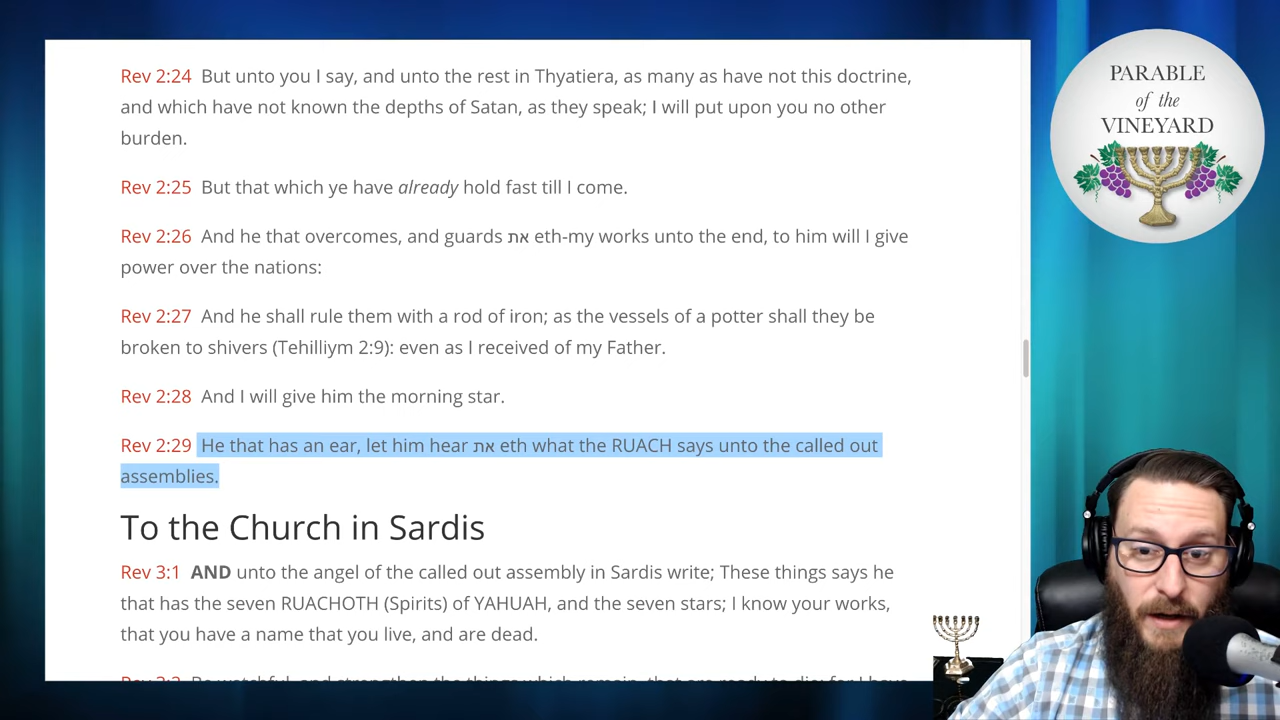 Rev 2:24 But unto you I say, and unto the rest in Thyatiera, as many as have not this doctrine,
and which have not known the depths of Satan, as they speak; I will put upon you no other
burden.
Rev 2:25 But that which ye have already hold fast till I come.
Rev 2:26 And he that overcomes, and guards את eth-my works unto the end, to him will I give
power over the nations:
Rev 2:27 And he shall rule them with a rod of iron; as the vessels of a potter shall they be
broken to shivers (Tehilliym 2:9): even as I received of my Father.
Rev 2:28 And I will give him the morning star.
Rev 2:29 He that has an ear, let him hear את eth what the RUACH says unto the called out
assemblies.
To the Church in Sardis
Rev 3:1 AND unto the angel of the called out assembly in Sardis write; These things says he
that has the seven RUACHOTH (Spirits) of YAHUAH, and the seven stars; I know your works,
that you have a name that you live, and are dead.
PARABLE
of the
VINEYARD